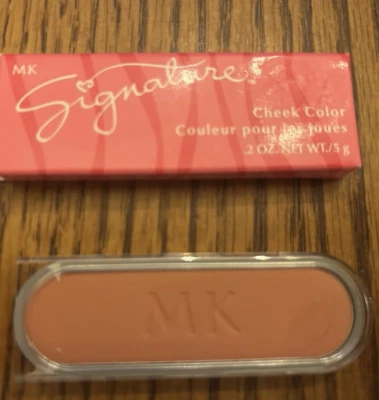 MK
Signature
Cheek Color
Couleur pour les joues
.2 OZ. NET WT./5 g
MK